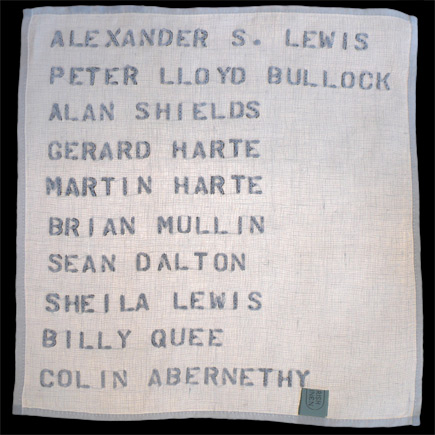 ALEXANDER S. LEWIS
PETER LLOYD BULLOCK
ALAN SHIELDS
GERARD HARTE
MARTIN HARTE
BRIAN MULLIN
SEAN DALTON
SHEILA LEWIS
BILLY QUEE
COLIN ABERNETHY